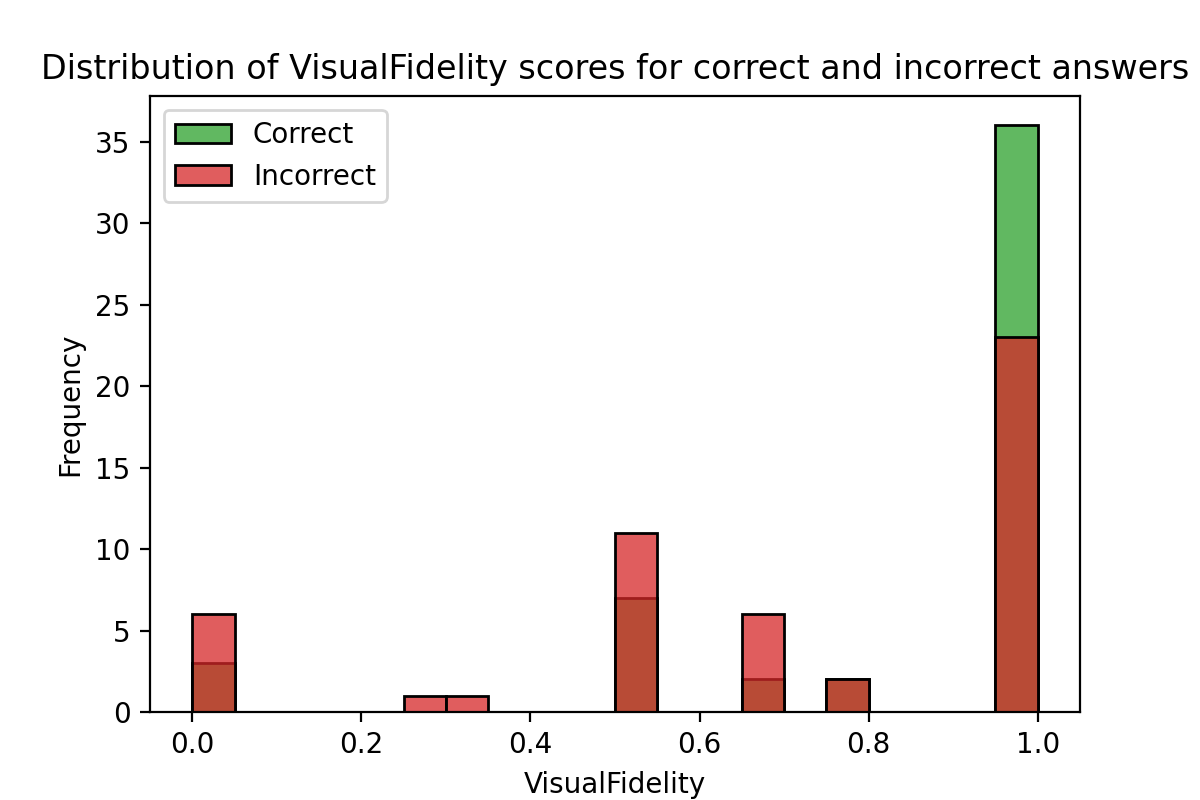 Distribution of VisualFidelity scores for correct and incorrect answers
Correct
Incorrect
35
30
25
20
15
10
5
0
Frequency
0.0 0.2 0.4 0.6 0.8 1.0
VisualFidelity